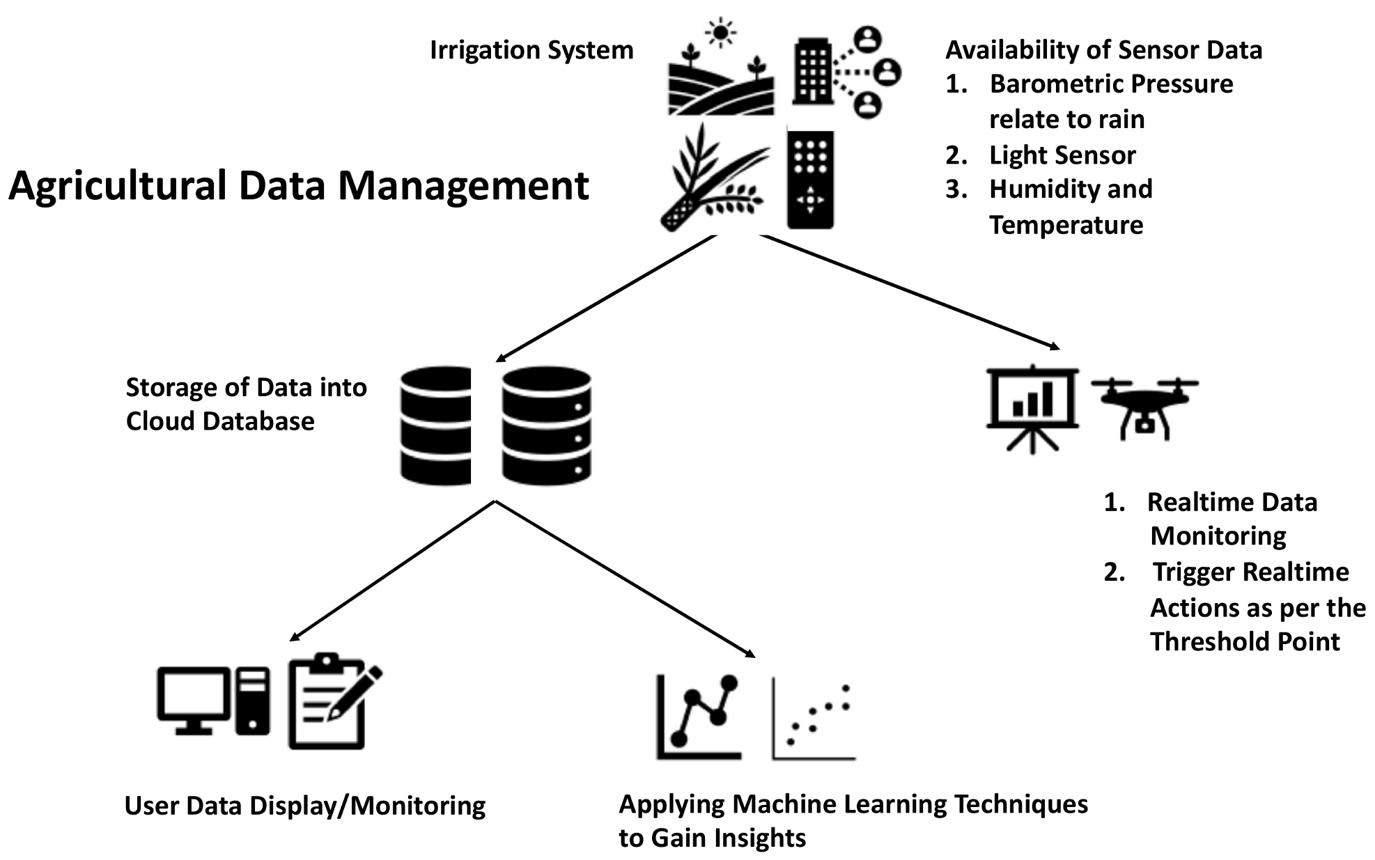 Irrigation System
Availability of Sensor Data
1. Barometric Pressure
relate to rain
2. Light Sensor
3. Humidity and
Temperature
Agricultural Data Management
Storage of Data into
Cloud Database
1. Realtime Data
Monitoring
2. Trigger Realtime
Actions as per the
Threshold Point
User Data Display/Monitoring
Applying Machine Learning Techniques
to Gain Insights